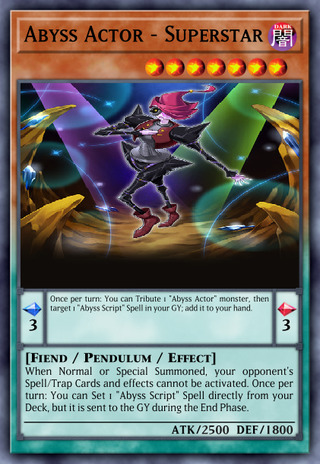 Abyss Actor - Superstar
DARK
闇
Once per turn: You can Tribute 1 "Abyss Actor" monster, then
target 1 "Abyss Script" Spell in your GY; add it to your hand.
3
3
[Fiend / Pendulum / Effect]
When Normal or Special Summoned, your opponent's
Spell/Trap Cards and effects cannot be activated. Once per
turn: You can Set 1 "Abyss Script" Spell directly from your
Deck, but it is sent to the GY during the End Phase.
ATK/2500 DEF/1800